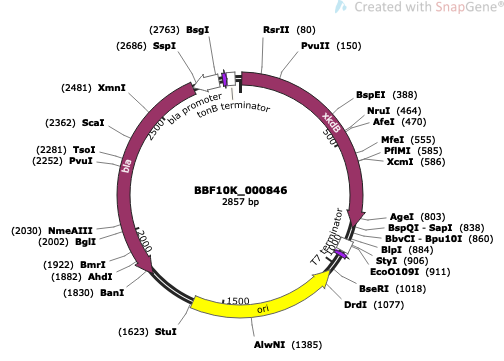 Created with SnapGene®
(2763) BsgI
(2686) SspI
RsrII (80)
PvuII (150)
(2481) XmnI
(2362) ScaI
(2281) TsoI
(2252) PvuI
(2030) NmeAIII
(2002) BglI
(1922) BmrI
(1882) AhdI
(1830) BanI
(1623) StuI
BspEI (388)
NruI (464)
AfeI (470)
MfeI (555)
PflMI (585)
XcmI (586)
AgeI (803)
BspQI - SapI (838)
BbvCI - Bpu10I (860)
BlpI (884)
StyI (906)
EcoO109I (911)
BseRI (1018)
DrdI (1077)
AlwNI (1385)
bla promoter
tonB terminator
xkdB
bla
T7 terminator
ori
500
1500
2000
2500
BBF10K_000846
2857 bp